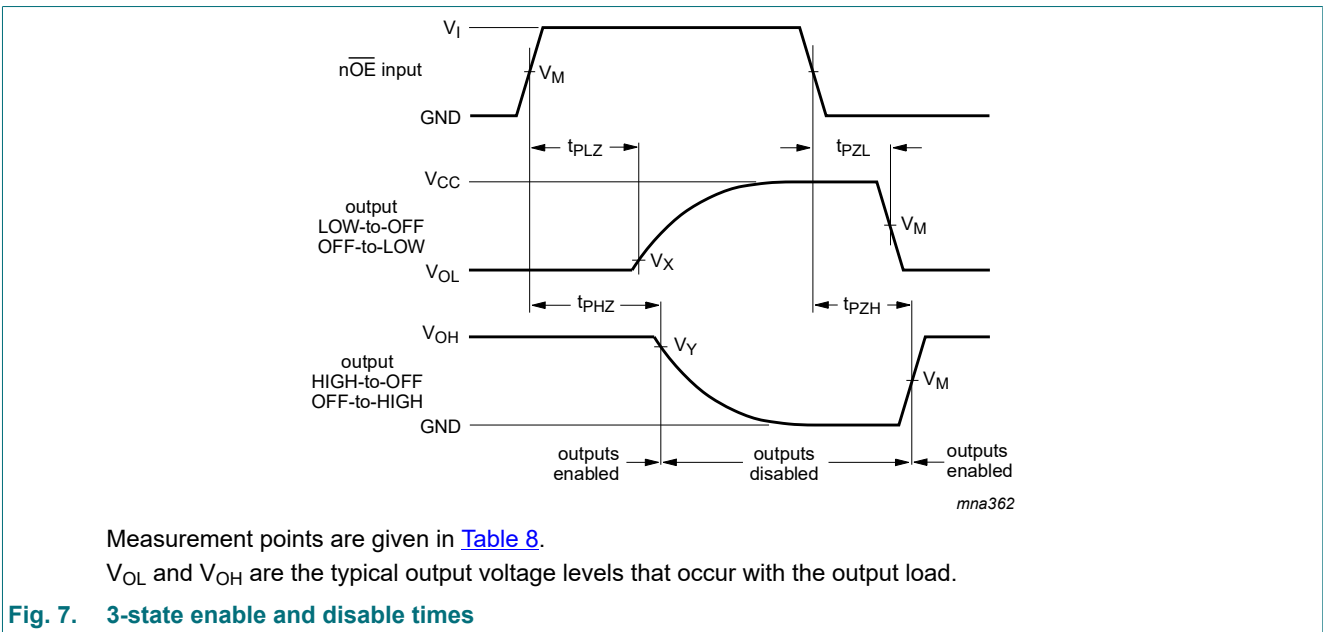 V_I
nO̅E̅ input
V_M
GND
t_PLZ
t_PZL
V_CC
output
LOW-to-OFF
OFF-to-LOW
V_M
V_X
V_OL
t_PHZ
t_PZH
V_OH
V_Y
output
HIGH-to-OFF
OFF-to-HIGH
V_M
GND
outputs
enabled
outputs
disabled
outputs
enabled
mna362
Measurement points are given in Table 8.
V_OL and V_OH are the typical output voltage levels that occur with the output load.
Fig. 7. 3-state enable and disable times